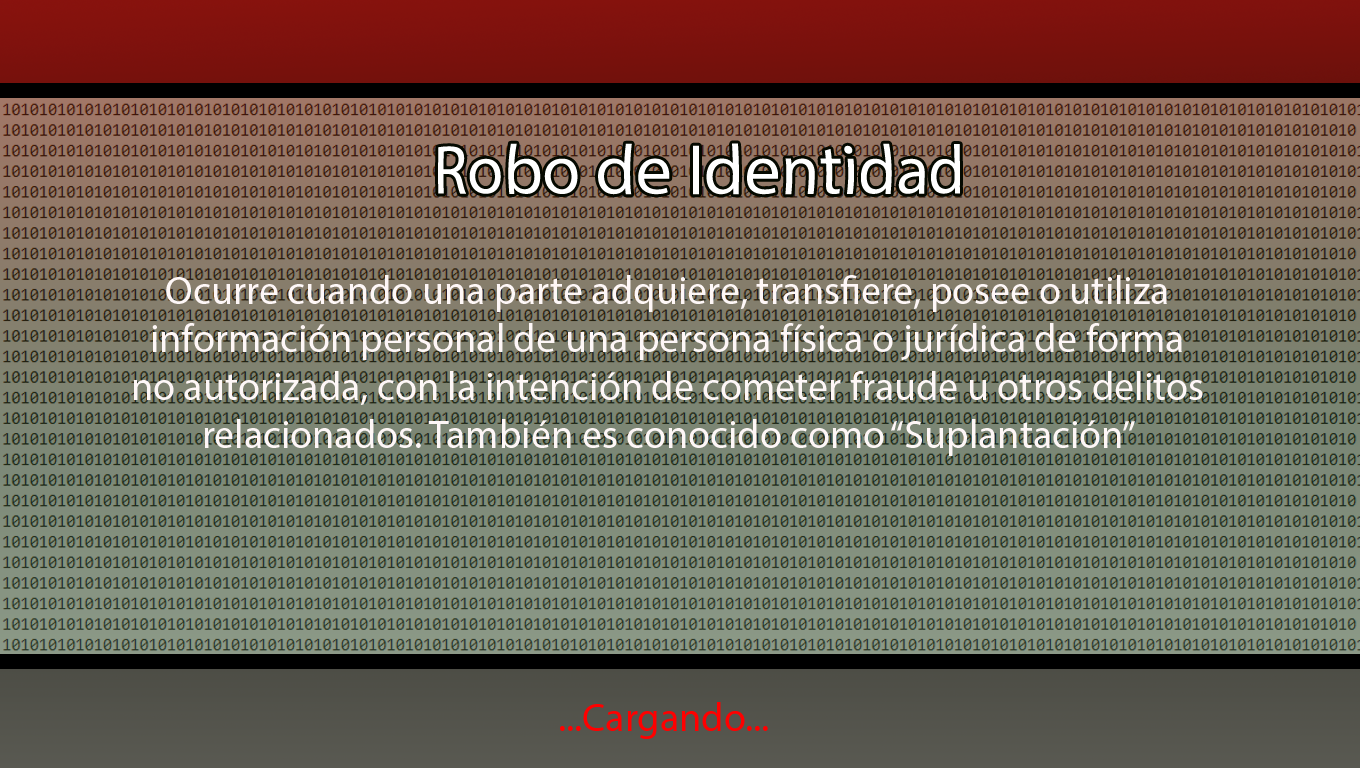 Robo de Identidad
Ocurre cuando una parte adquiere, transfiere, posee o utiliza
información personal de una persona física o jurídica de forma
no autorizada, con la intención de cometer fraude u otros delitos
relacionados. También es conocido como “Suplantación”
...Cargando...